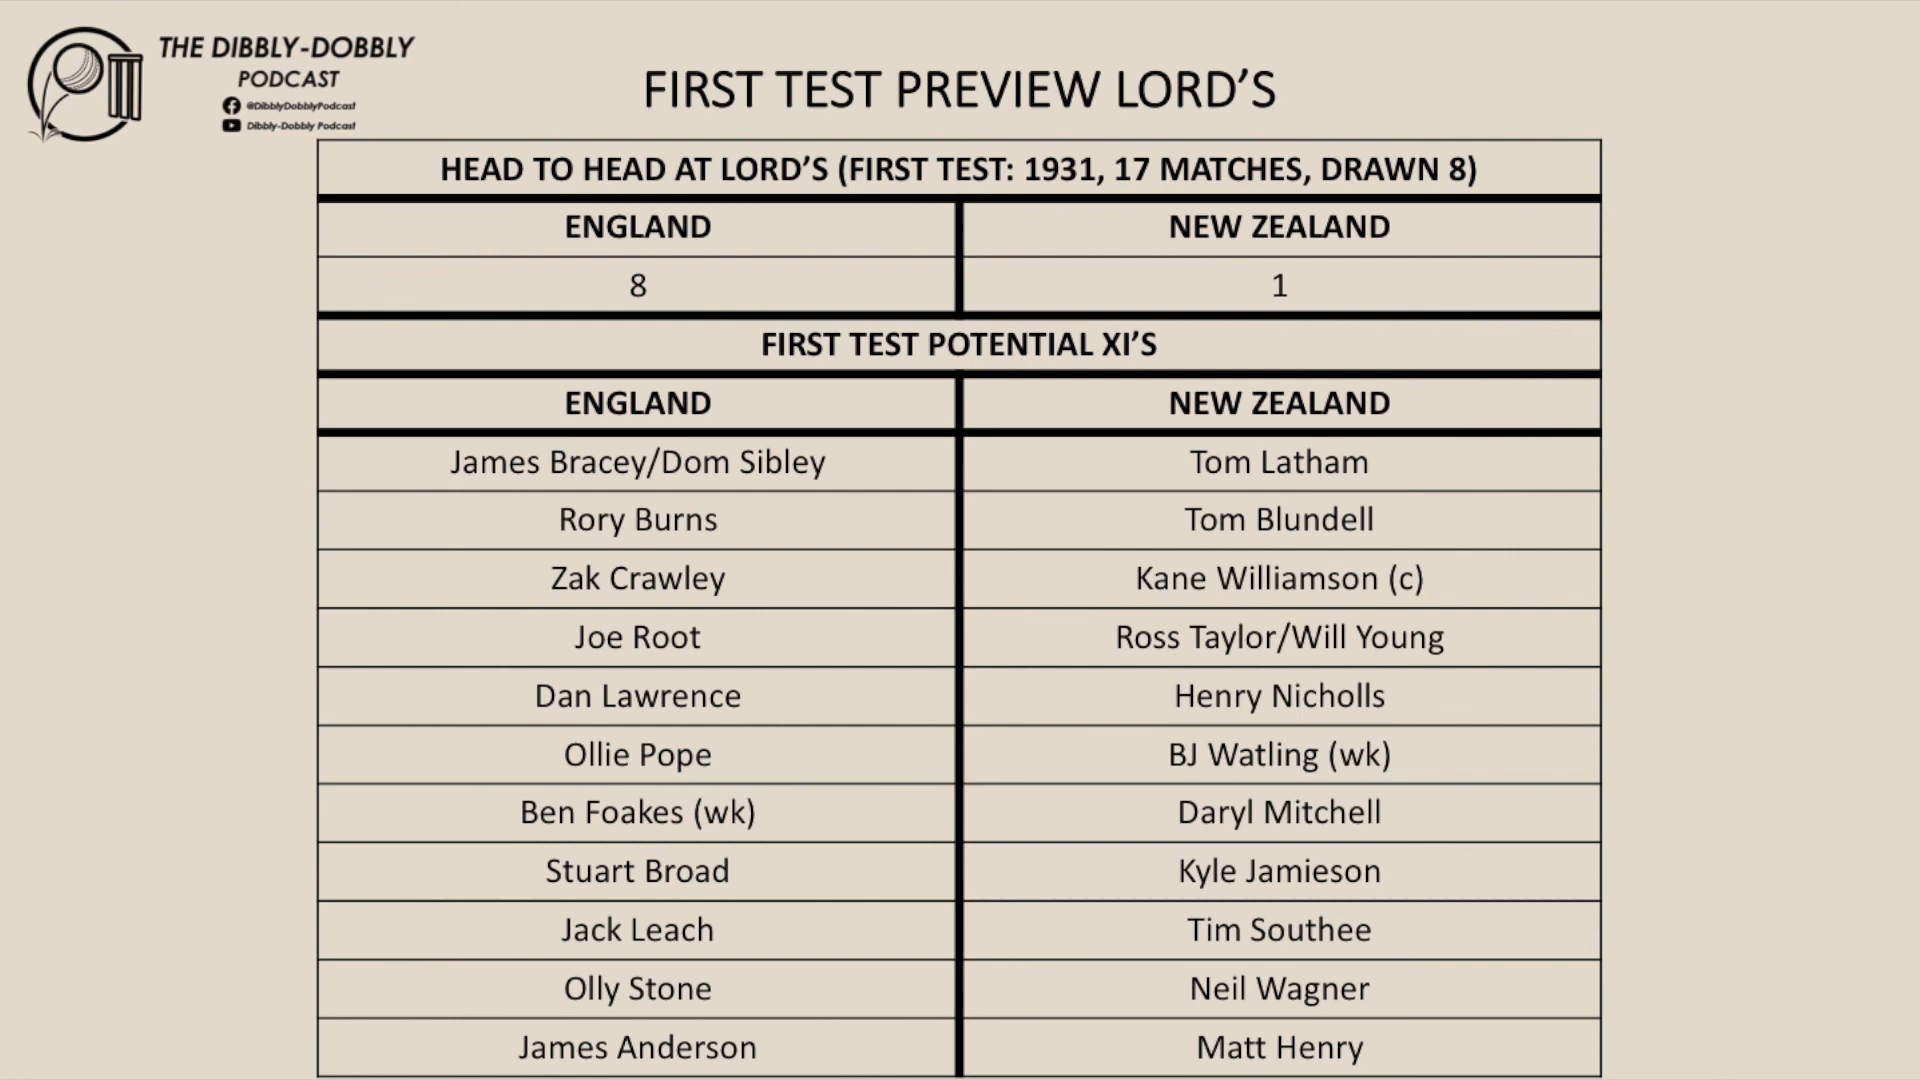 THE DIBBLY-DOBBLY
PODCAST
@DibblyDobblyPodcast
Dibbly-Dobbly Podcast
FIRST TEST PREVIEW LORD’S
HEAD TO HEAD AT LORD’S (FIRST TEST: 1931, 17 MATCHES, DRAWN 8)
ENGLAND NEW ZEALAND
8 1
FIRST TEST POTENTIAL XI’S
ENGLAND NEW ZEALAND
James Bracey/Dom Sibley Tom Latham
Rory Burns Tom Blundell
Zak Crawley Kane Williamson (c)
Joe Root Ross Taylor/Will Young
Dan Lawrence Henry Nicholls
Ollie Pope BJ Watling (wk)
Ben Foakes (wk) Daryl Mitchell
Stuart Broad Kyle Jamieson
Jack Leach Tim Southee
Olly Stone Neil Wagner
James Anderson Matt Henry